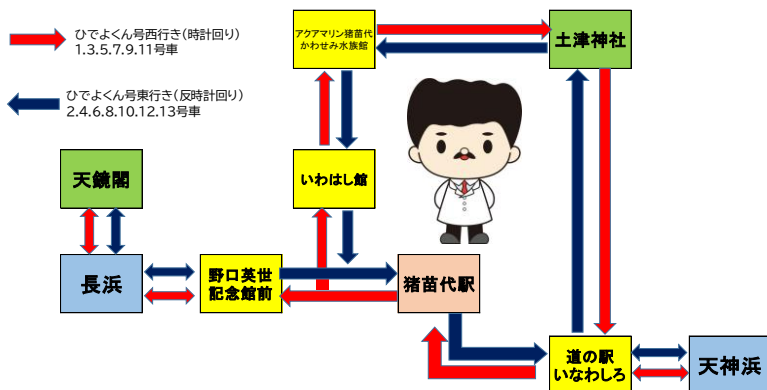 ひでよくん号西行き(時計回り)
1.3.5.7.9.11号車
ひでよくん号東行き(反時計回り)
2.4.6.8.10.12.13号車
アクアマリン猪苗代
かわせみ水族館
土津神社
天鏡閣
いわはし館
長浜
野口英世
記念館前
猪苗代駅
道の駅
いなわしろ
天神浜